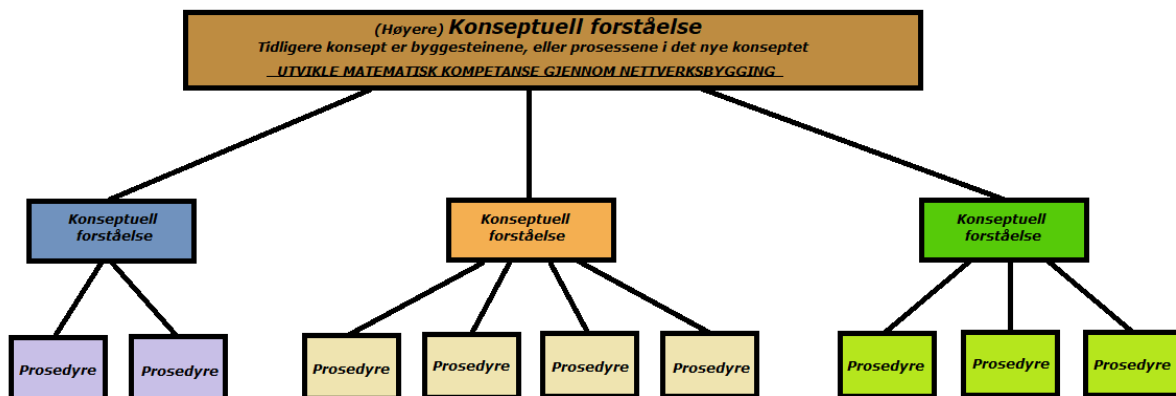 (Høyere) Konseptuell forståelse
Tidligere konsept er byggesteinene, eller prosessene i det nye konseptet
UTVIKLE MATEMATISK KOMPETANSE GJENNOM NETTVERKSBYGGING
Konseptuell
forståelse
Konseptuell
forståelse
Konseptuell
forståelse
Prosedyre
Prosedyre
Prosedyre
Prosedyre
Prosedyre
Prosedyre
Prosedyre
Prosedyre
Prosedyre